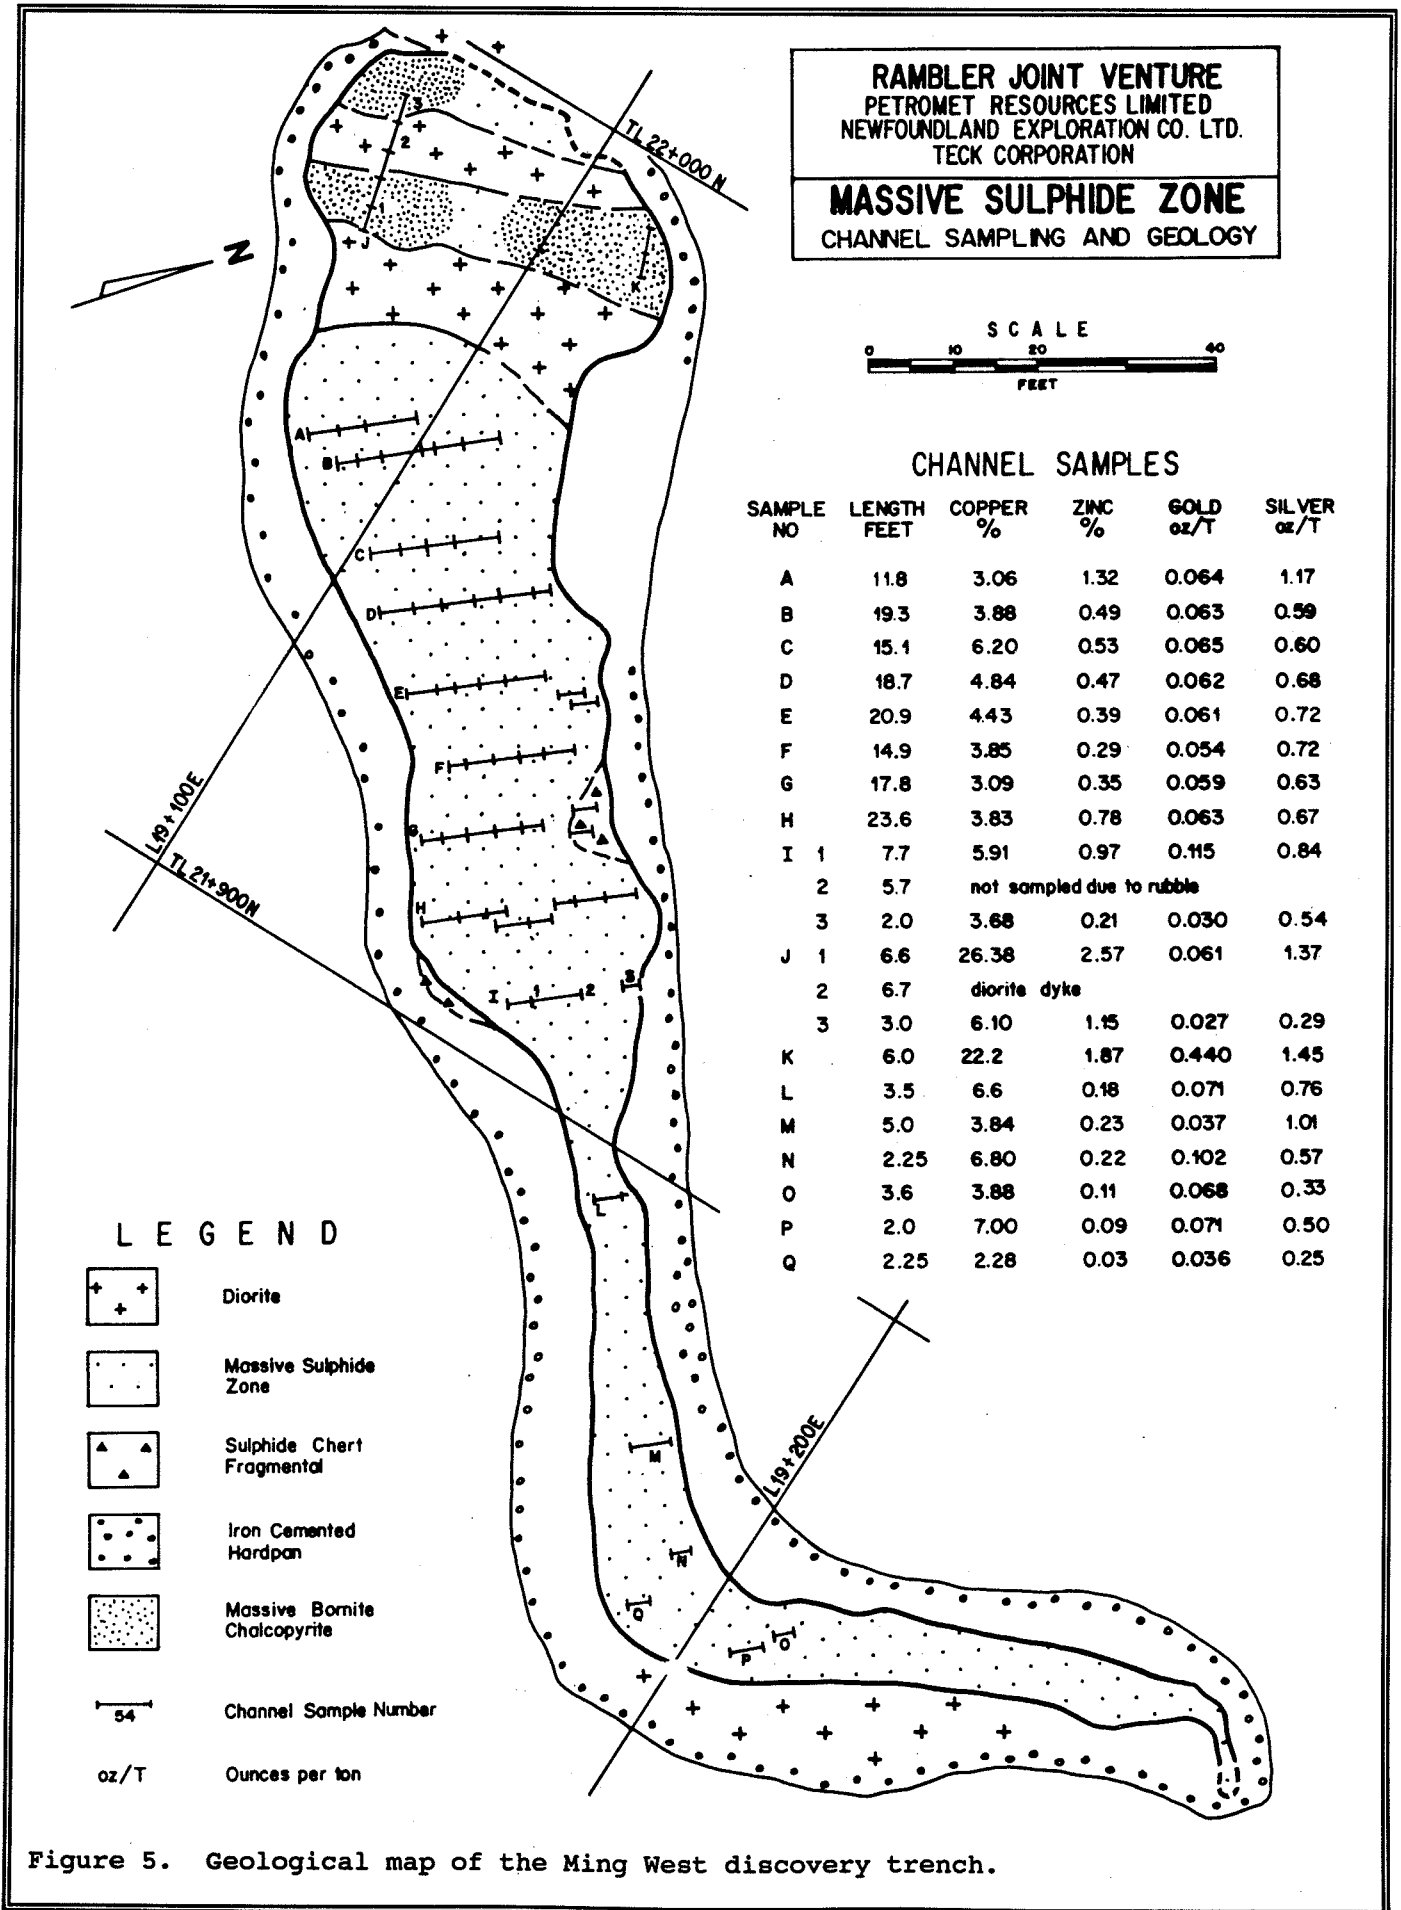 RAMBLER JOINT VENTURE
PETROMET RESOURCES LIMITED
NEWFOUNDLAND EXPLORATION CO. LTD.
TECK CORPORATION
MASSIVE SULPHIDE ZONE
CHANNEL SAMPLING AND GEOLOGY
N
TL 22+000 N
3
2
1
J
K
SCALE
0 10 20 40
FEET
A
B
C
D
E
F
G
H
I 1 2 3
L19+100E
TL 21+900N
L
M
N
Q
P
O
L19+200E
CHANNEL SAMPLES
SAMPLE NO LENGTH FEET COPPER % ZINC % GOLD oz/T SILVER oz/T
A 11.8 3.06 1.32 0.064 1.17
B 19.3 3.88 0.49 0.063 0.59
C 15.1 6.20 0.53 0.065 0.60
D 18.7 4.84 0.47 0.062 0.68
E 20.9 4.43 0.39 0.061 0.72
F 14.9 3.85 0.29 0.054 0.72
G 17.8 3.09 0.35 0.059 0.63
H 23.6 3.83 0.78 0.063 0.67
I 1 7.7 5.91 0.97 0.115 0.84
2 5.7 not sampled due to rubble
3 2.0 3.68 0.21 0.030 0.54
J 1 6.6 26.38 2.57 0.061 1.37
2 6.7 diorite dyke
3 3.0 6.10 1.15 0.027 0.29
K 6.0 22.2 1.87 0.440 1.45
L 3.5 6.6 0.18 0.071 0.76
M 5.0 3.84 0.23 0.037 1.01
N 2.25 6.80 0.22 0.102 0.57
O 3.6 3.88 0.11 0.068 0.33
P 2.0 7.00 0.09 0.071 0.50
Q 2.25 2.28 0.03 0.036 0.25
LEGEND
Diorite
Massive Sulphide
Zone
Sulphide Chert
Fragmental
Iron Cemented
Hardpan
Massive Bornite
Chalcopyrite
54 Channel Sample Number
oz/T Ounces per ton
Figure 5. Geological map of the Ming West discovery trench.